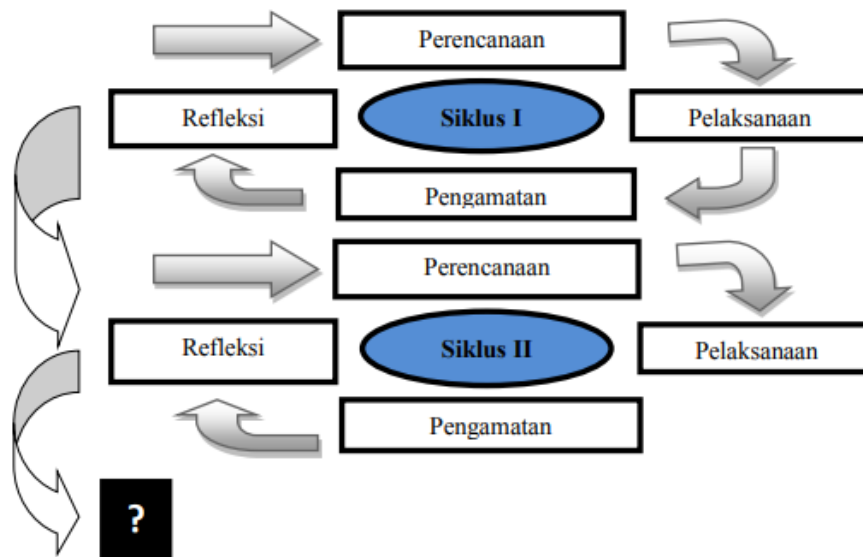 Perencanaan
Refleksi
Siklus I
Pelaksanaan
Pengamatan
Perencanaan
Refleksi
Siklus II
Pelaksanaan
Pengamatan
?